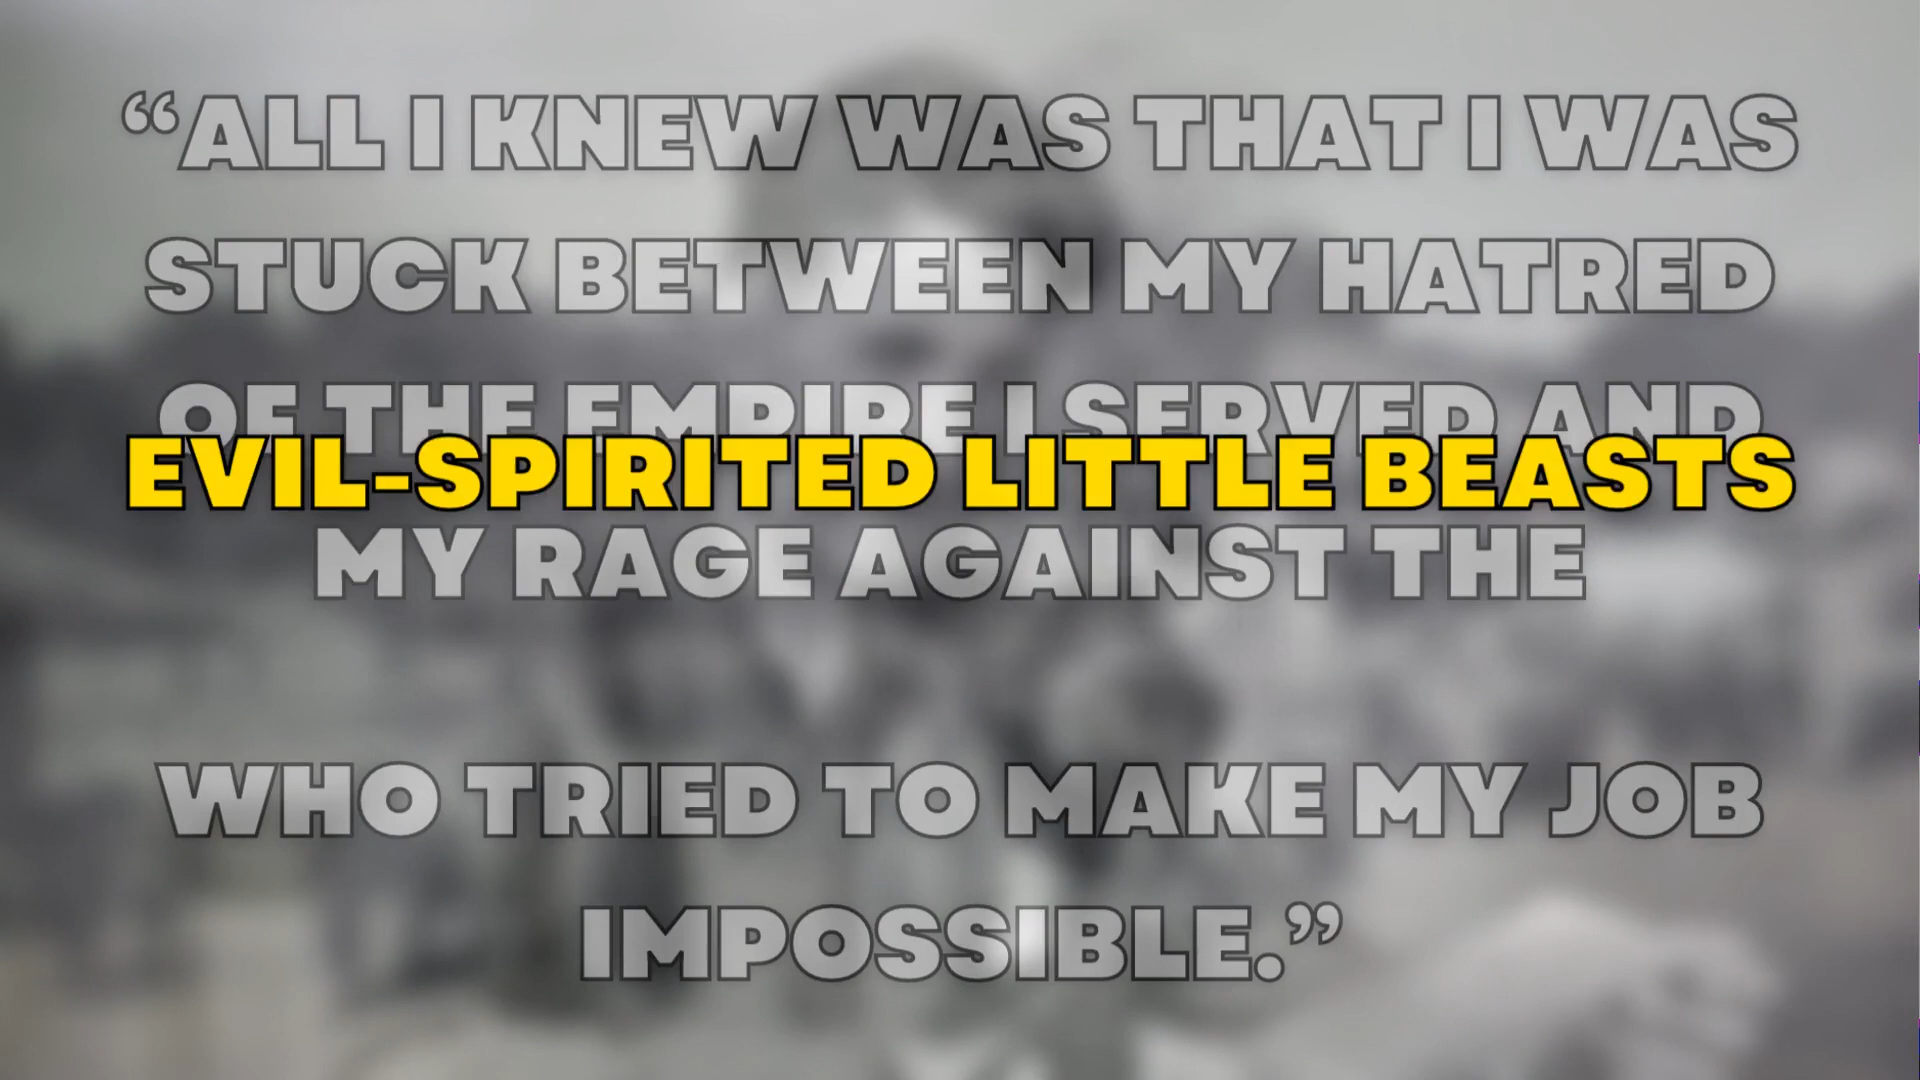 “ALL I KNEW WAS THAT I WAS
STUCK BETWEEN MY HATRED
OF THE EMPIRE I SERVED AND
EVIL-SPIRITED LITTLE BEASTS
MY RAGE AGAINST THE
WHO TRIED TO MAKE MY JOB
IMPOSSIBLE.”